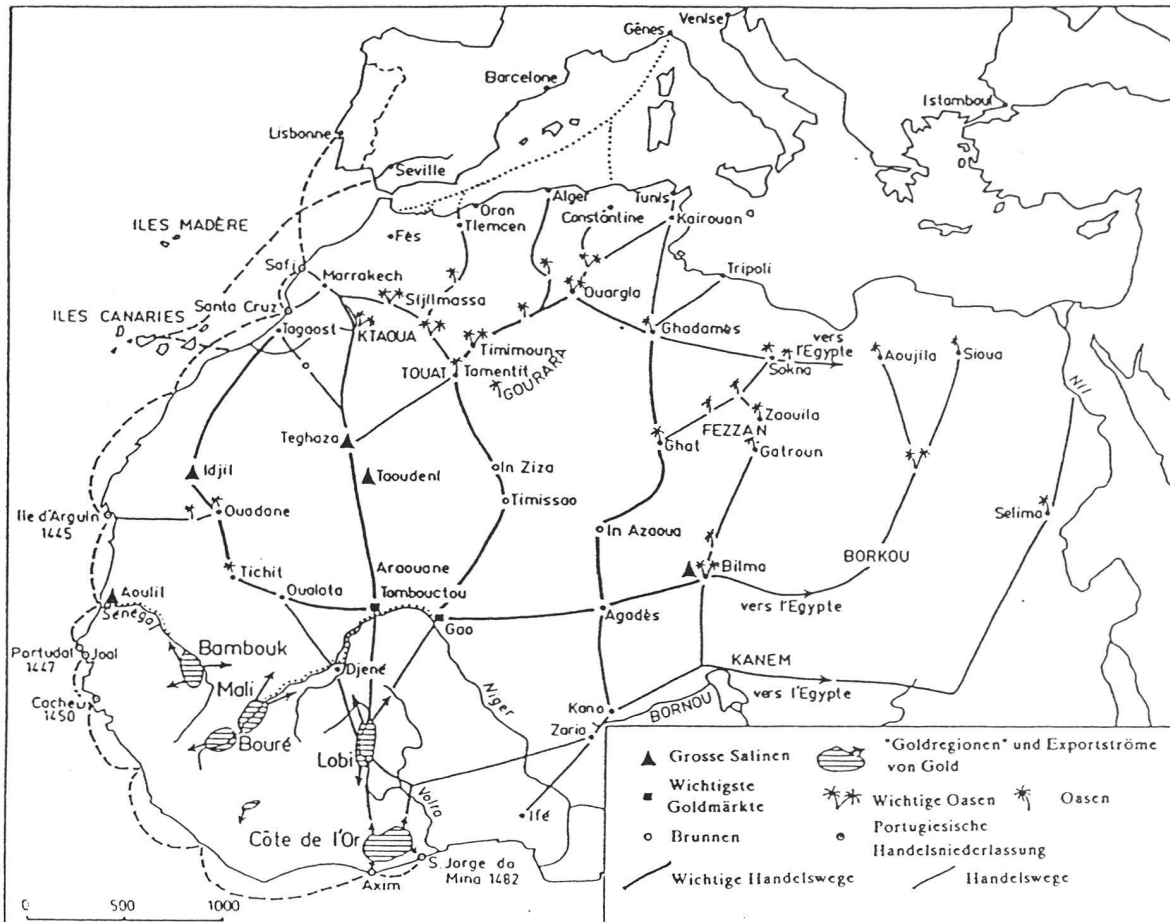 Venise
Gênes
Barcelone
Istamboul
Lisbonne
Seville
Alger
Tunis
Oran
Constantine
Tlemcen
Kairouan
ILES MADÈRE
Fès
Safi
Tripoli
Marrakech
Sijilmassa
Ouargla
Santa Cruz
ILES CANARIES
Tagaost
KTAOUA
Ghadamès
Timimoun
vers
l'Egypte
TOUAT
Tamentit
GOURARA
Sokna
Aoujila
Sioua
Nil
Zaouila
FEZZAN
Teghaza
Ghat
Gatroun
Idjil
Taoudeni
In Ziza
Timissao
Ouadane
Ile d'Arguin
1445
Selima
In Azaoua
BORKOU
Tichit
Araouane
Bilma
Aoulil
Oualata
Tombouctou
vers l'Egypte
Sénégal
Gao
Agadès
Portudal
1447
Joal
Bambouk
Djené
KANEM
Mali
vers l'Egypte
Cacheu
1450
Niger
Kano
BORNOU
Zaria
Bouré
Lobi
Volta
Ifé
Côte de l'Or
S. Jorge da
Mina 1482
Axim
0 500 1000
Grosse Salinen
"Goldregionen" und Exportströme
von Gold
Wichtigste
Goldmärkte
Wichtige Oasen
Oasen
Brunnen
Portugiesische
Handelsniederlassung
Wichtige Handelswege
Handelswege